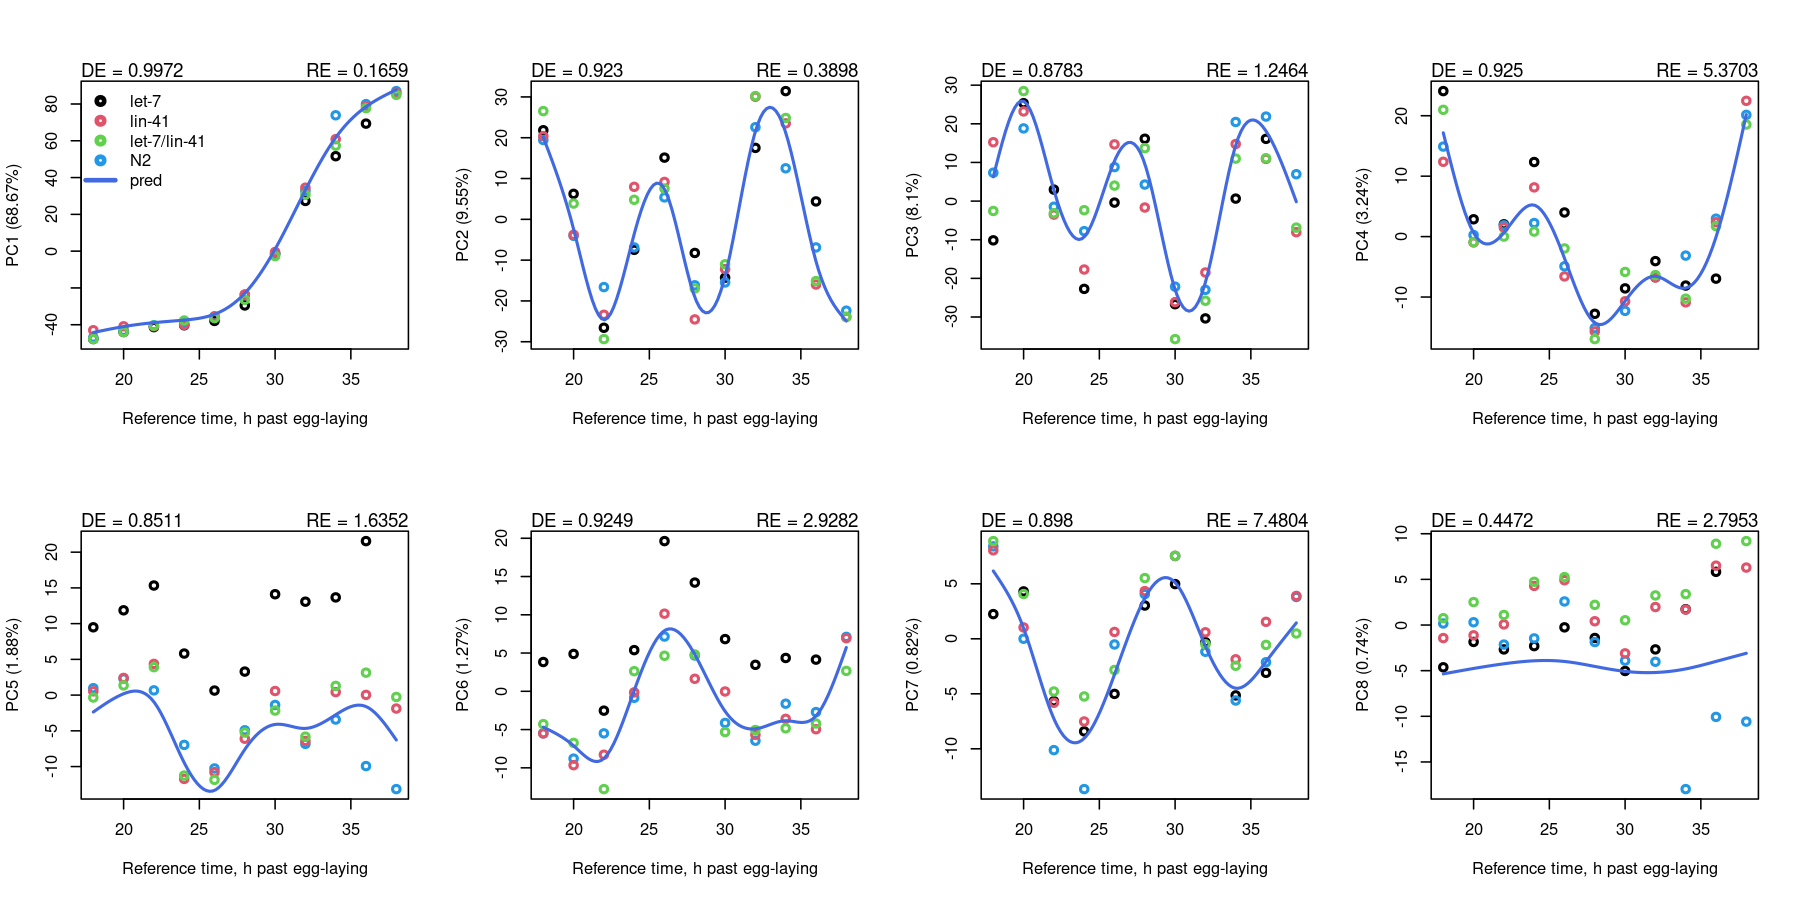 DE = 0.9972 RE = 0.1659
let-7
lin-41
let-7/lin-41
N2
pred
PC1 (68.67%)
80
60
40
20
0
-40
20 25 30 35
Reference time, h past egg-laying
DE = 0.923 RE = 0.3898
PC2 (9.55%)
30
20
10
0
-10
-20
-30
20 25 30 35
Reference time, h past egg-laying
DE = 0.8783 RE = 1.2464
PC3 (8.1%)
30
20
10
0
-10
-20
-30
20 25 30 35
Reference time, h past egg-laying
DE = 0.925 RE = 5.3703
PC4 (3.24%)
20
10
0
-10
20 25 30 35
Reference time, h past egg-laying
DE = 0.8511 RE = 1.6352
PC5 (1.88%)
20
15
10
5
0
-5
-10
20 25 30 35
Reference time, h past egg-laying
DE = 0.9249 RE = 2.9282
PC6 (1.27%)
20
15
10
5
0
-5
-10
20 25 30 35
Reference time, h past egg-laying
DE = 0.898 RE = 7.4804
PC7 (0.82%)
5
0
-5
-10
20 25 30 35
Reference time, h past egg-laying
DE = 0.4472 RE = 2.7953
PC8 (0.74%)
10
5
0
-5
-10
-15
20 25 30 35
Reference time, h past egg-laying